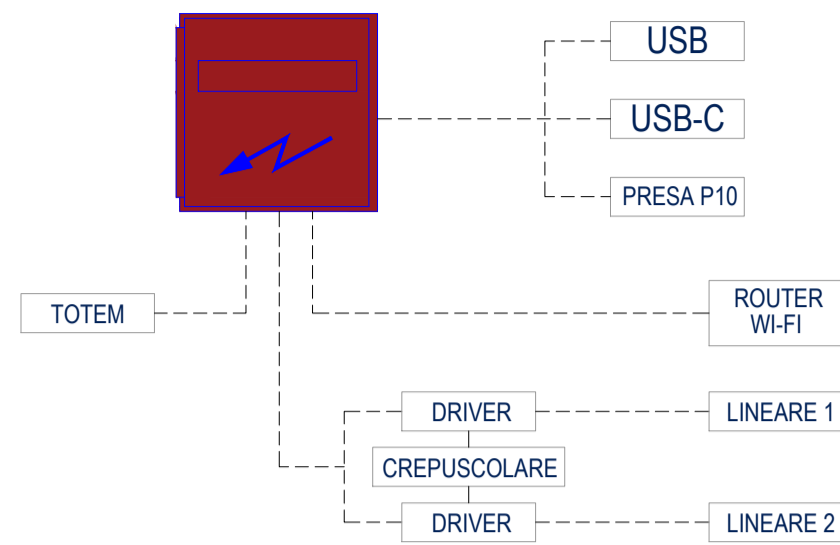 USB
USB-C
PRESA P10
TOTEM
ROUTER
WI-FI
DRIVER
LINEARE 1
CREPUSCOLARE
DRIVER
LINEARE 2